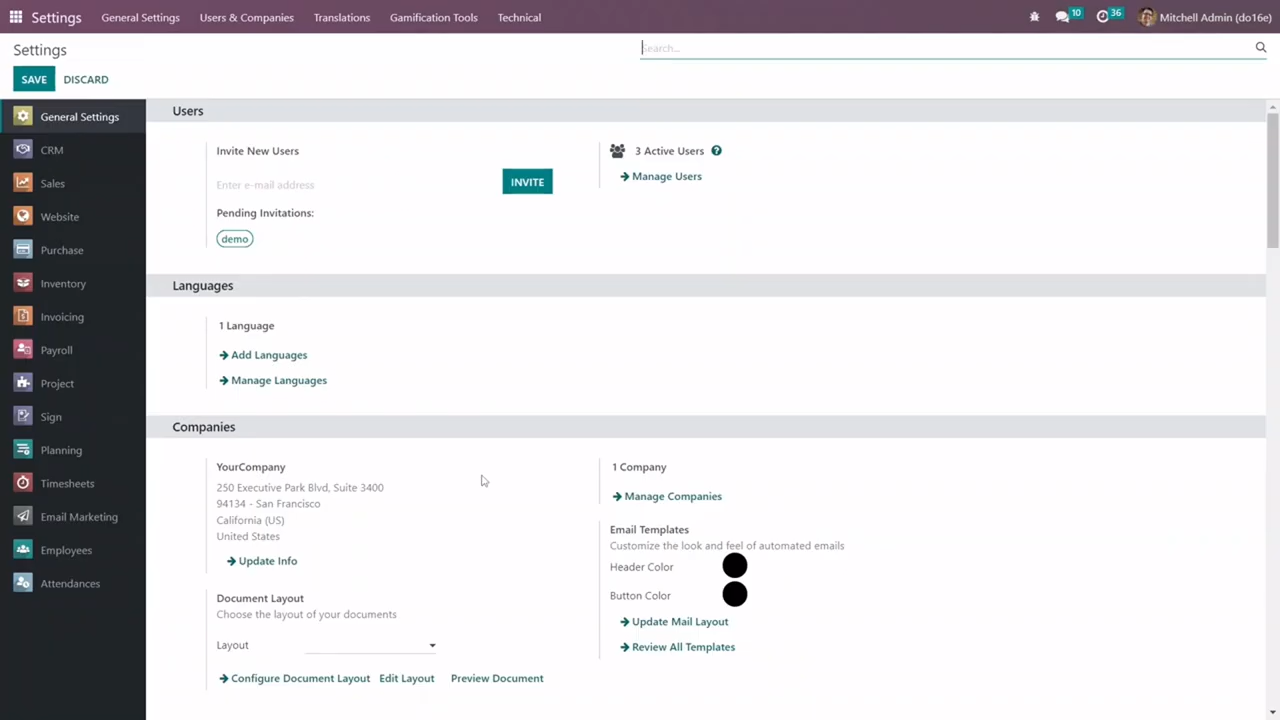 Settings General Settings Users & Companies Translations Gamification Tools Technical 10 36 Mitchell Admin (do16e)
Settings
Search...
SAVE DISCARD
General Settings
CRM
Sales
Website
Purchase
Inventory
Invoicing
Payroll
Project
Sign
Planning
Timesheets
Email Marketing
Employees
Attendances
Users
Invite New Users
Enter e-mail address
INVITE
Pending Invitations:
demo
3 Active Users ?
Manage Users
Languages
1 Language
Add Languages
Manage Languages
Companies
YourCompany
250 Executive Park Blvd, Suite 3400
94134 - San Francisco
California (US)
United States
Update Info
1 Company
Manage Companies
Document Layout
Choose the layout of your documents
Layout
Configure Document Layout Edit Layout Preview Document
Email Templates
Customize the look and feel of automated emails
Header Color
Button Color
Update Mail Layout
Review All Templates